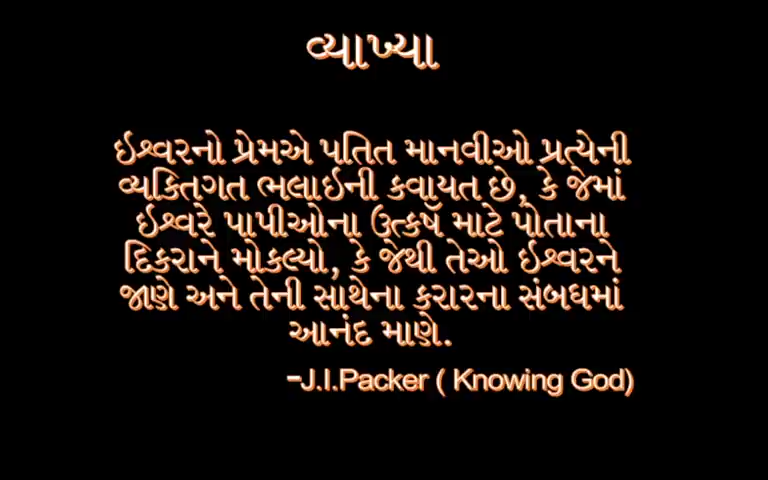 વ્યાખ્યા
ઈશ્વરનો પ્રેમએ પતિત માનવીઓ પ્રત્યેની
વ્યક્તિગત ભલાઈની કવાયત છે, કે જેમાં
ઈશ્વરે પાપીઓના ઉત્કર્ષ માટે પોતાના
દિકરાને મોકલ્યો, કે જેથી તેઓ ઈશ્વરને
જાણે અને તેની સાથેના કરારના સંબધમાં
આનંદ માણે.
-J.I.Packer ( Knowing God)